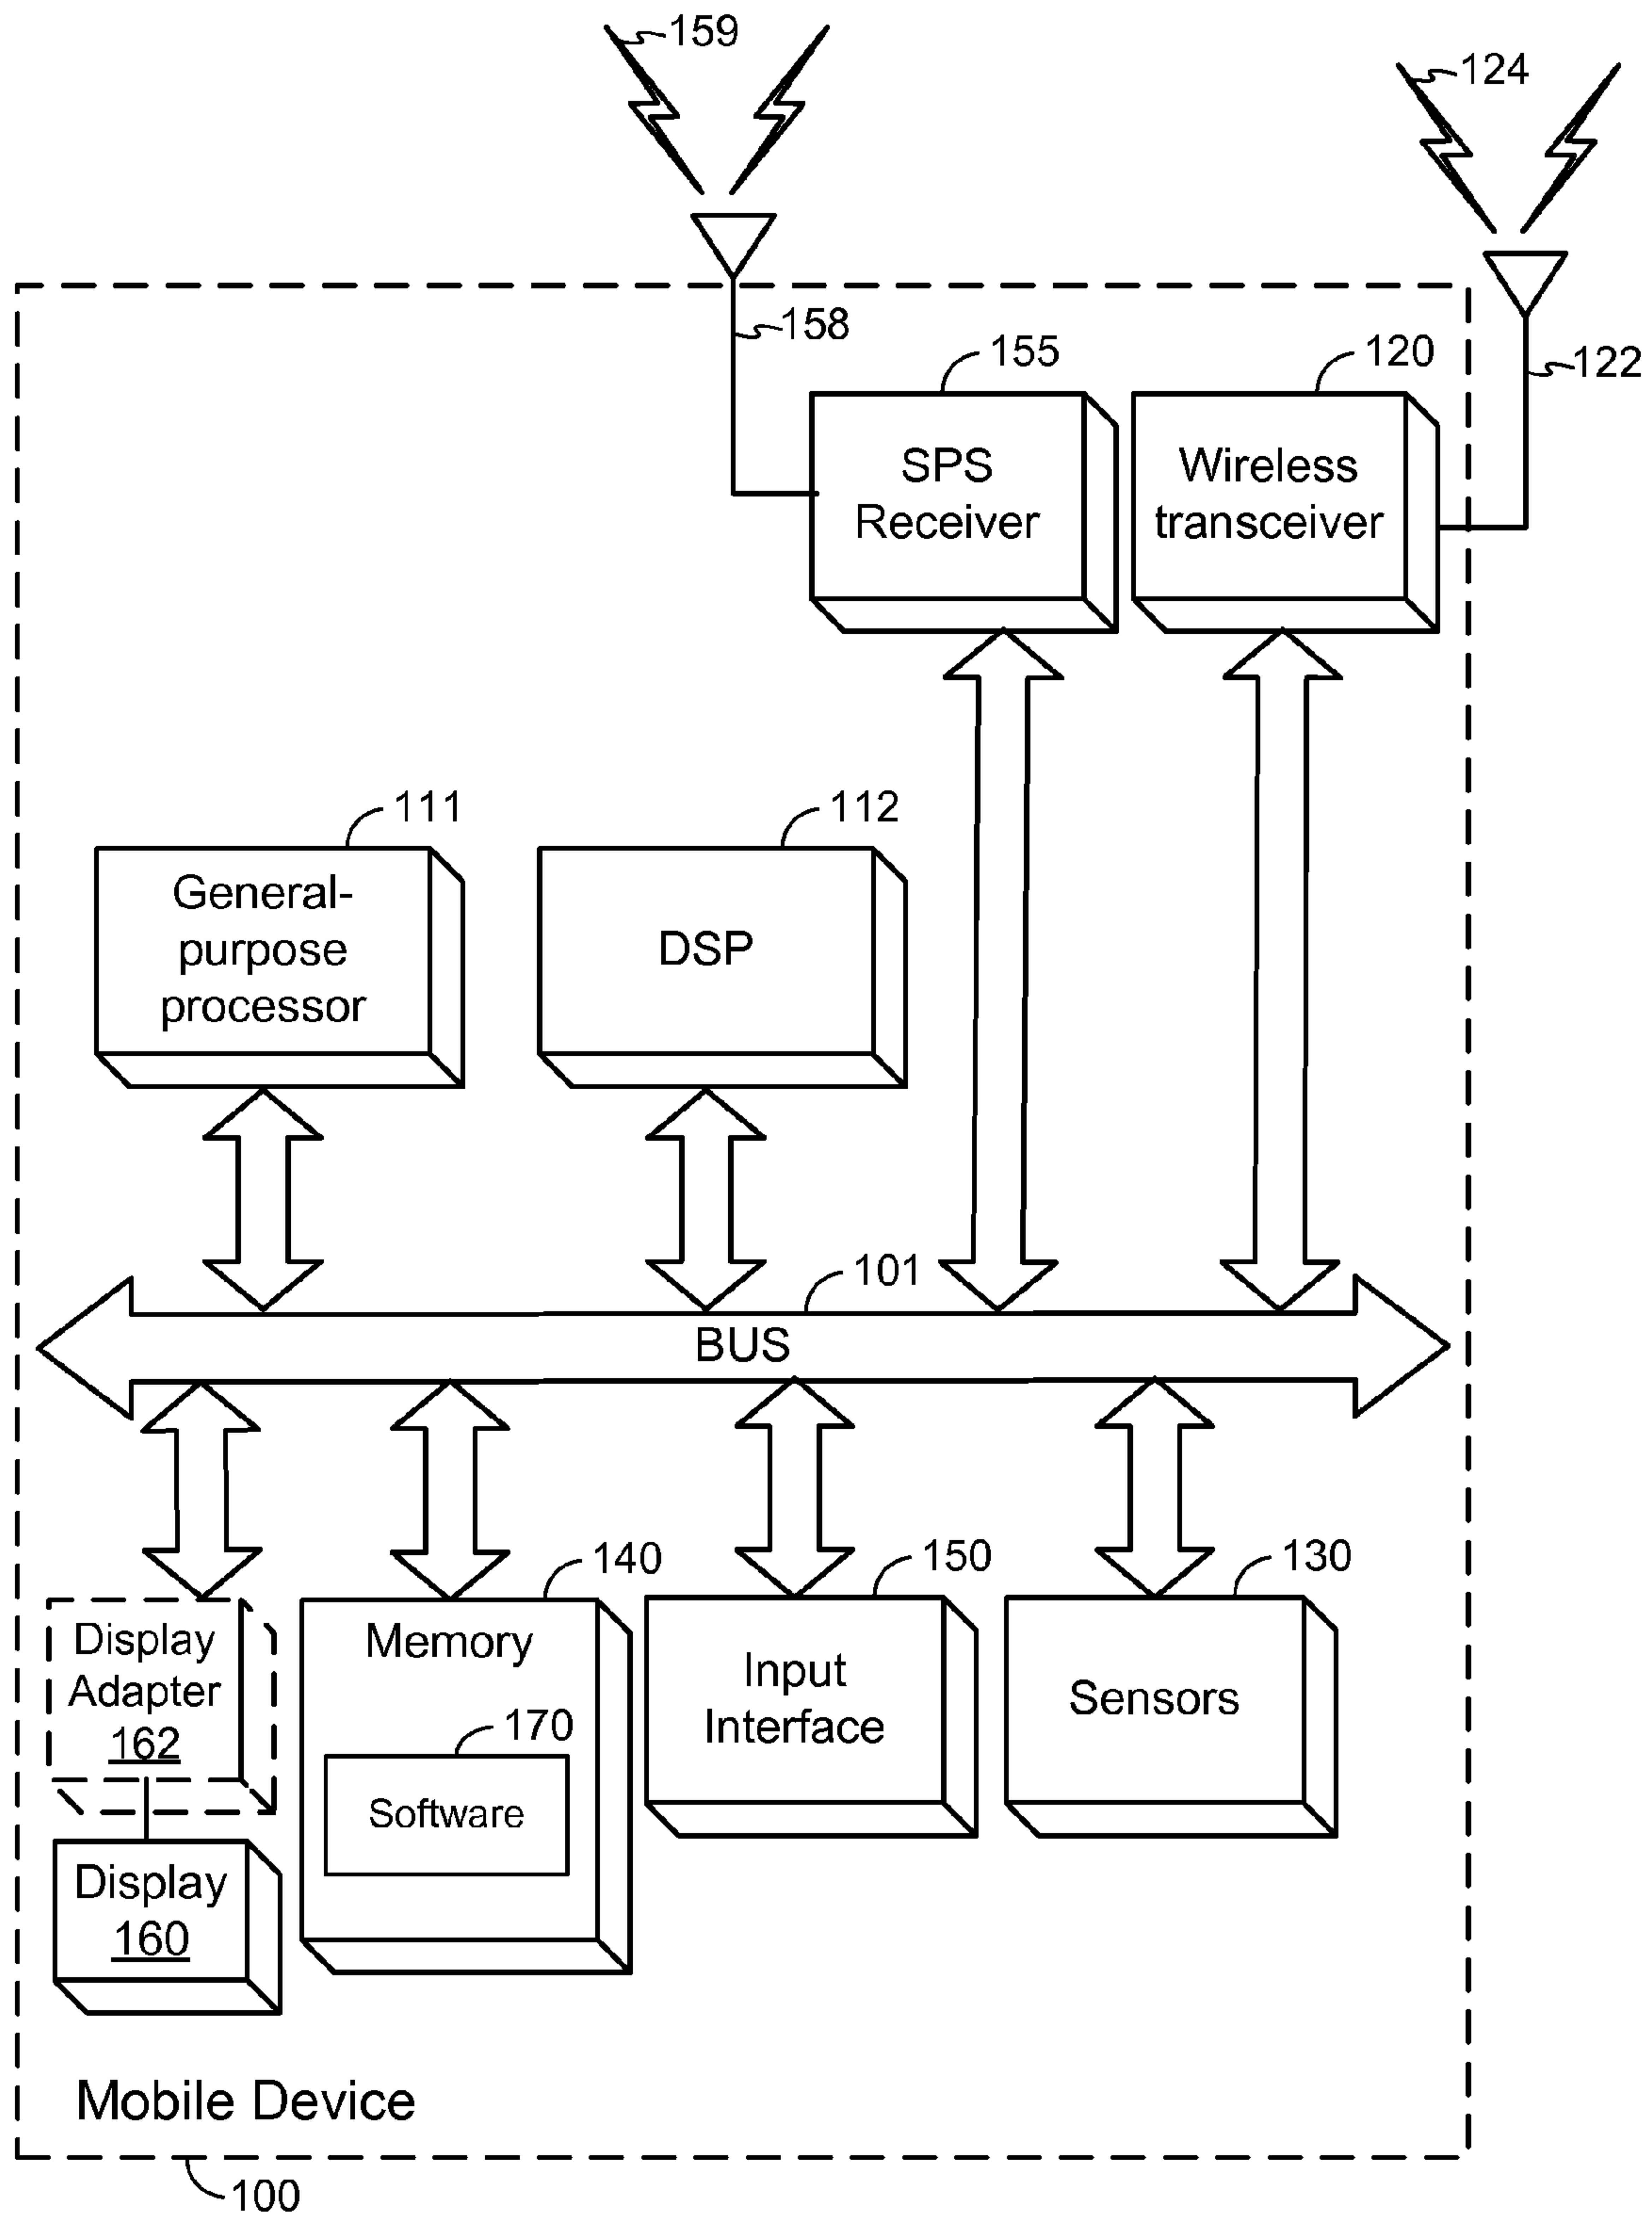 159
124
158
155
120
122
SPS
Receiver
Wireless
transceiver
111
112
General-
purpose
processor
DSP
101
BUS
140
150
130
Display
Adapter
162
Memory
170
Software
Input
Interface
Sensors
Display
160
Mobile Device
100